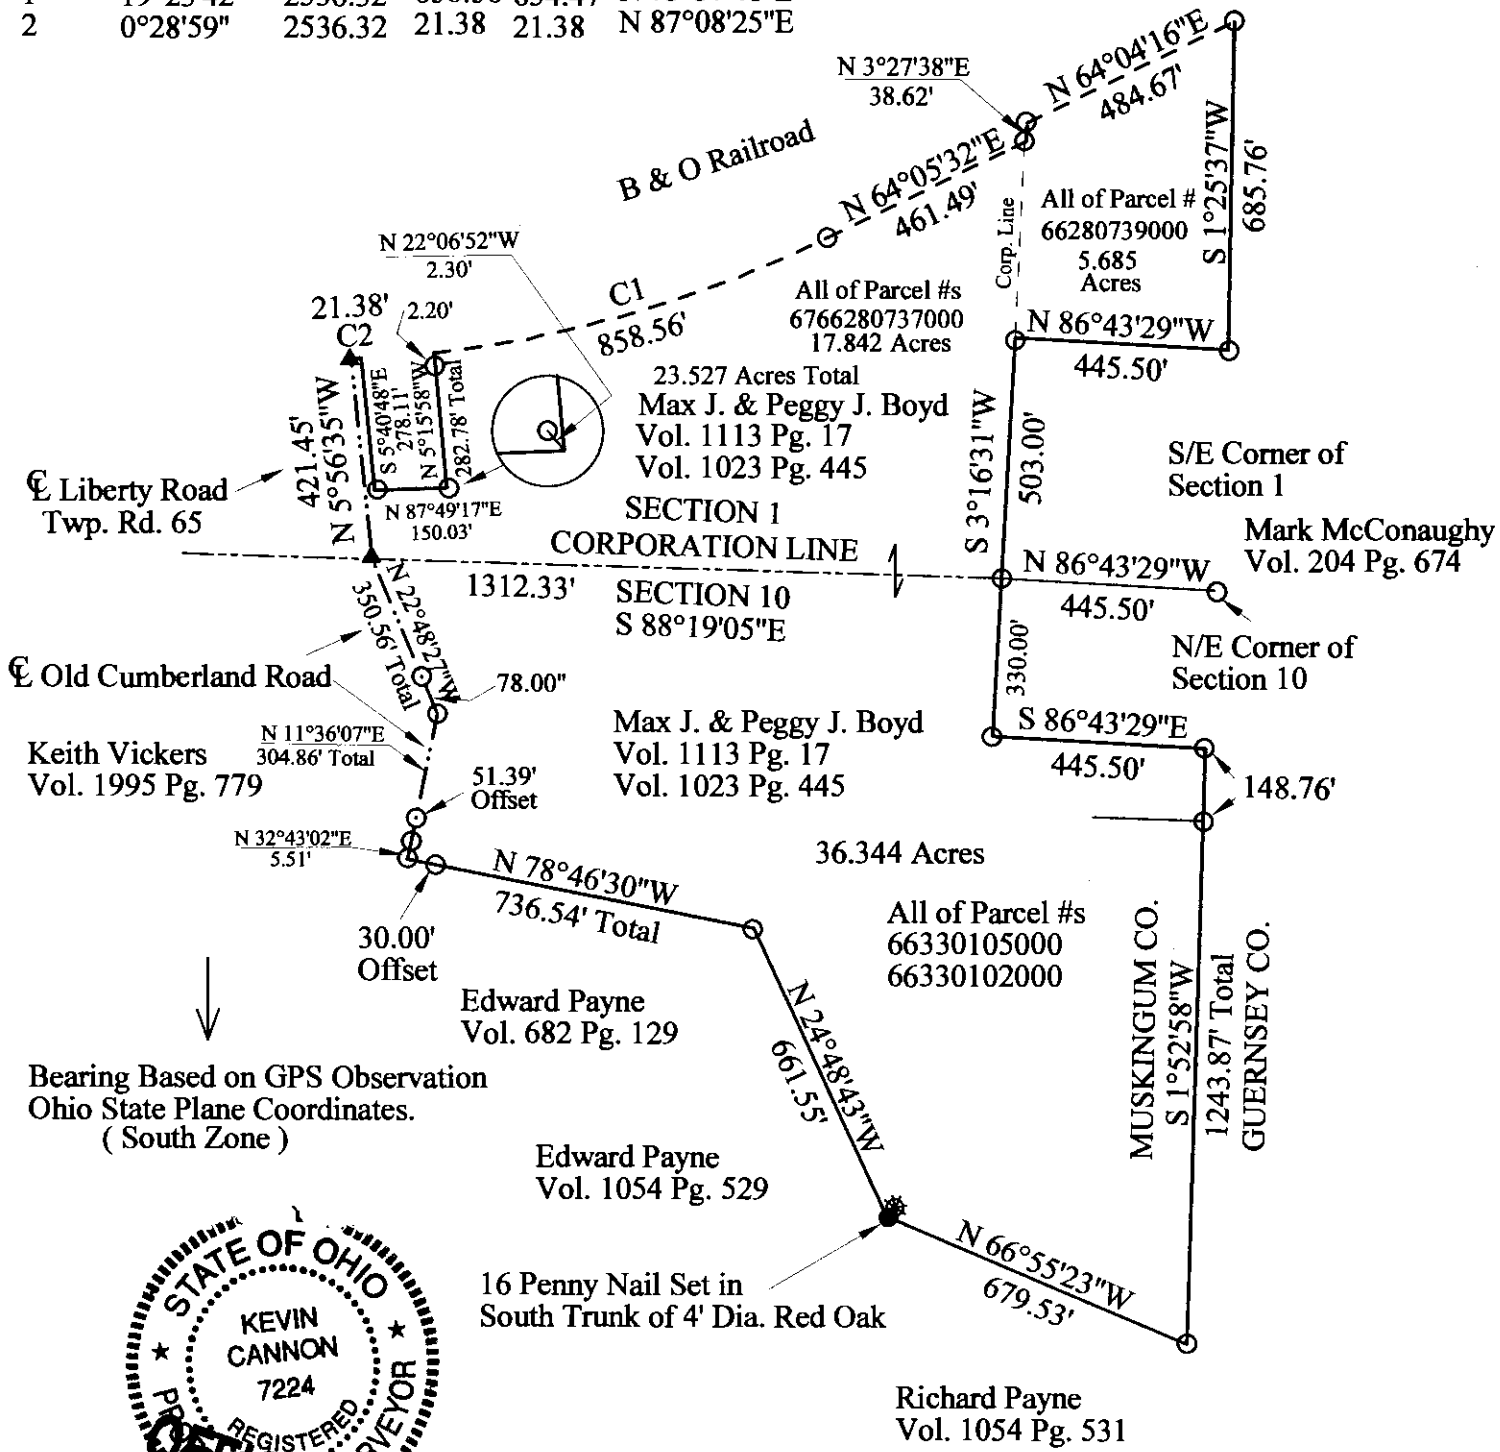 2 0°28'59" 2536.32 21.38 21.38 N 87°08'25"E
N 3°27'38"E
38.62'
N 64°04'16"E
484.67'
B & O Railroad
N 64°05'32"E
461.49'
S 1°25'37"W
685.76'
Corp. Line
All of Parcel #
66280739000
5.685
Acres
N 22°06'52"W
2.30'
21.38'
C2
2.20'
C1
858.56'
All of Parcel #s
6766280737000
17.842 Acres
N 86°43'29"W
445.50'
23.527 Acres Total
Max J. & Peggy J. Boyd
Vol. 1113 Pg. 17
Vol. 1023 Pg. 445
S 5°40'48"E
278.11'
N 5°15'58"W
282.78' Total
N 5°56'35"W
421.45'
S 3°16'31"W
503.00'
S/E Corner of
Section 1
℄ Liberty Road
Twp. Rd. 65
N 87°49'17"E
150.03'
SECTION 1
CORPORATION LINE
Mark McConaughy
Vol. 204 Pg. 674
1312.33'
SECTION 10
S 88°19'05"E
N 86°43'29"W
445.50'
N 22°48'27"W
350.56' Total
N/E Corner of
Section 10
330.00'
℄ Old Cumberland Road
78.00"
S 86°43'29"E
445.50'
N 11°36'07"E
304.86' Total
Keith Vickers
Vol. 1995 Pg. 779
Max J. & Peggy J. Boyd
Vol. 1113 Pg. 17
Vol. 1023 Pg. 445
51.39'
Offset
148.76'
N 32°43'02"E
5.51'
N 78°46'30"W
736.54' Total
36.344 Acres
30.00'
Offset
All of Parcel #s
66330105000
66330102000
MUSKINGUM CO.
S 1°52'58"W
1243.87' Total
GUERNSEY CO.
Edward Payne
Vol. 682 Pg. 129
N 24°48'43"W
661.55'
Bearing Based on GPS Observation
Ohio State Plane Coordinates.
( South Zone )
Edward Payne
Vol. 1054 Pg. 529
N 66°55'23"W
679.53'
16 Penny Nail Set in
South Trunk of 4' Dia. Red Oak
STATE OF OHIO
KEVIN
CANNON
7224
REGISTERED
Richard Payne
Vol. 1054 Pg. 531